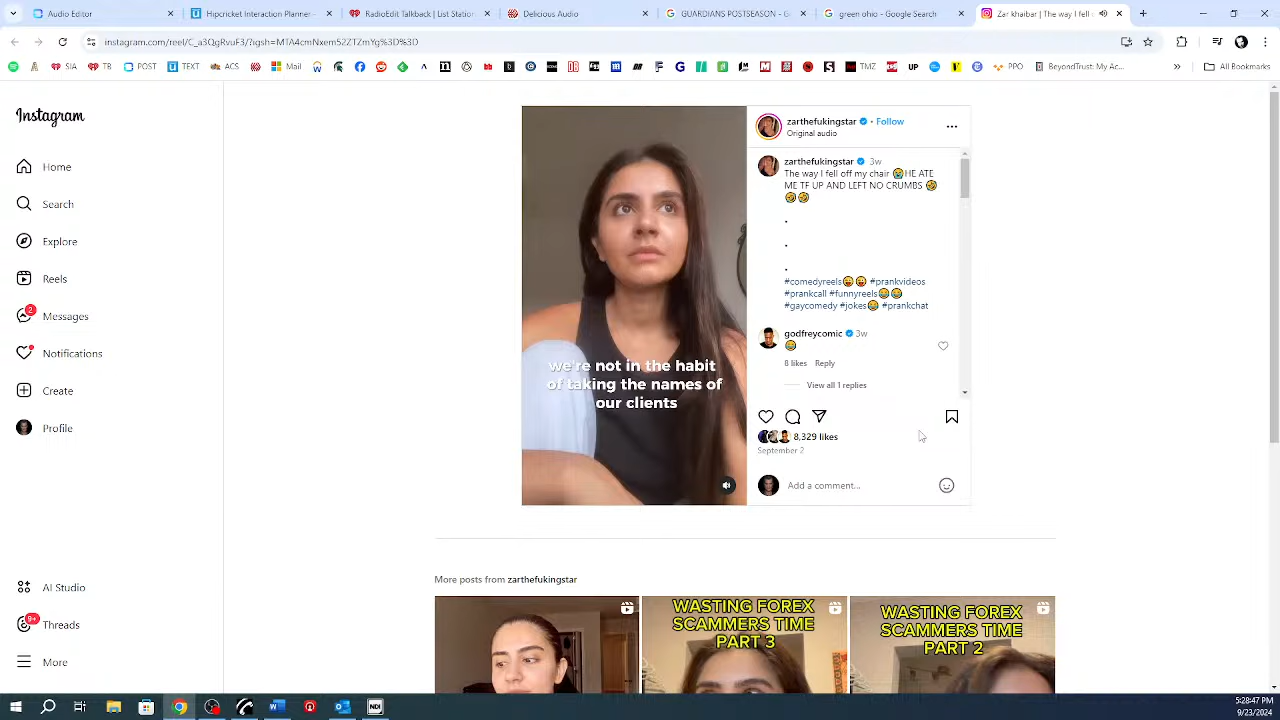 Audio Editor
Hipcricket Interaction Planner-
RadioEdit Talkback | List Station
Delicious Audio
GUARDIANS POSTSEASON - G
green ohio - Google Search
Zar khaibar | The way I fell o
instagram.com/reel/C_a3QgRvuF3/?igsh=MTA4cmNxem52ZTZmYg%3D%3D
SIA
TB
POST
TEXT
ACS
Mail
TMZ
UP
PPO
BeyondTrust: My Ac...
»
All Bookmarks
Instagram
Home
Search
Explore
Reels
2
Messages
Notifications
Create
Profile
AI Studio
9+
Threads
More
we're not in the habit
of taking the names of
our clients
zarthefukingstar • Follow
Original audio
zarthefukingstar 3w
The way I fell off my chair 😭HE ATE
ME TF UP AND LEFT NO CRUMBS 🤣
🤣🤣
.
.
.
#comedyreels😛😛 #prankvideos
#prankcall #funnyreels😂😂
#gaycomedy #jokes🤣 #prankchat
godfreycomic 3w
😂
8 likes Reply
View all 1 replies
8,329 likes
September 2
Add a comment...
More posts from zarthefukingstar
WASTING FOREX
SCAMMERS TIME
PART 3
WASTING FOREX
SCAMMERS TIME
PART 2
5:28:47 PM
9/23/2024